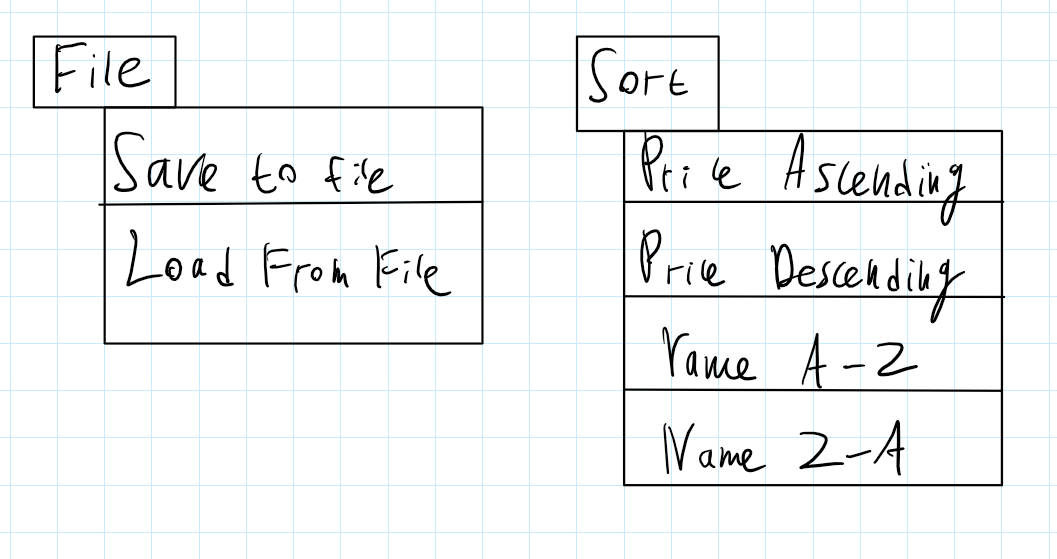 File
Save to file
Load From File
Sort
Price Ascending
Price Descending
Name A-Z
Name Z-A